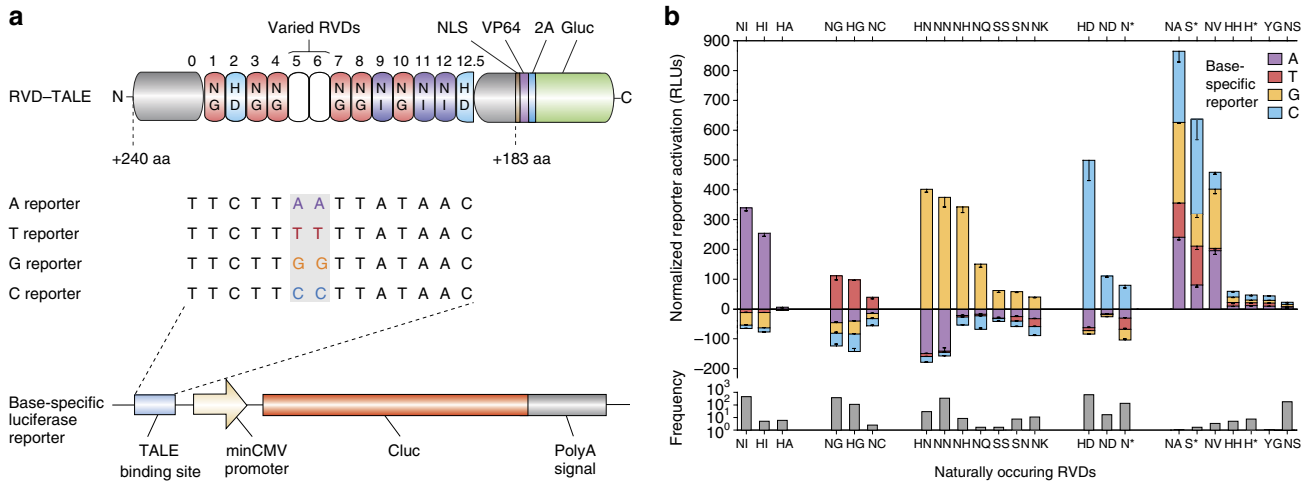 a
Varied RVDs
NLS VP64 2A Gluc
0 1 2 3 4 5 6 7 8 9 10 11 12 12.5
RVD–TALE N
N H N N N N N N N N H
G D G G G G I G I I D
C
+240 aa +183 aa
A reporter T T C T T A A T T A T A A C
T reporter T T C T T T T T T A T A A C
G reporter T T C T T G G T T A T A A C
C reporter T T C T T C C T T A T A A C
Base-specific
luciferase
reporter
TALE
binding site
minCMV
promoter
Cluc
PolyA
signal
b
NI HI HA NG HG NC HN NN NH NQ SS SN NK HD ND N* NA S* NV HH H* YG NS
Normalized reporter activation (RLUs)
900
800
700
600
500
400
300
200
100
0
−100
−200
Base-
specific
reporter
A
T
G
C
Frequency
10³
10²
10¹
10⁰
NI HI HA NG HG NC HN NN NH NQ SS SN NK HD ND N* NA S* NV HH H* YG NS
Naturally occuring RVDs